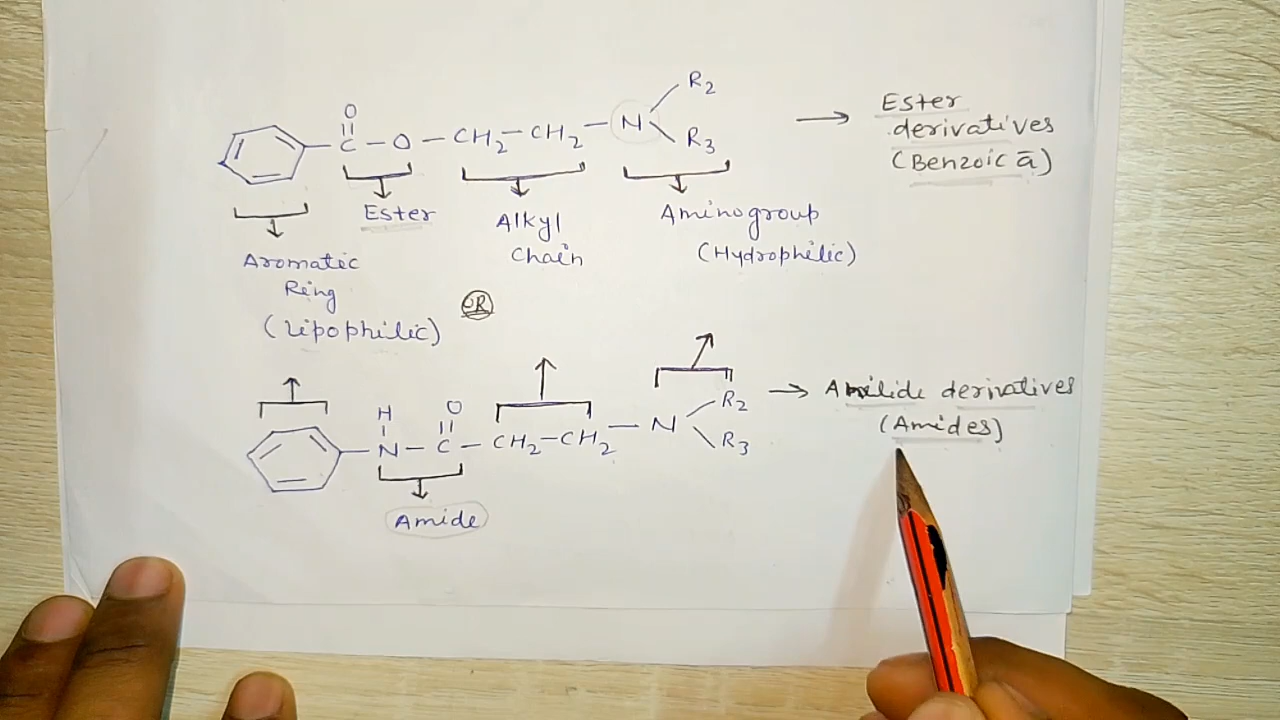 O
R2
C – O – CH2 – CH2 – N
R3
→ Ester
derivatives
(Benzoic ā)
Ester
Alkyl
Chain
Aminogroup
(Hydrophilic)
Aromatic
Ring
(Lipophilic)
OR
H
O
R2
N – C – CH2 – CH2 – N
R3
→ Anilide derivatives
(Amides)
Amide